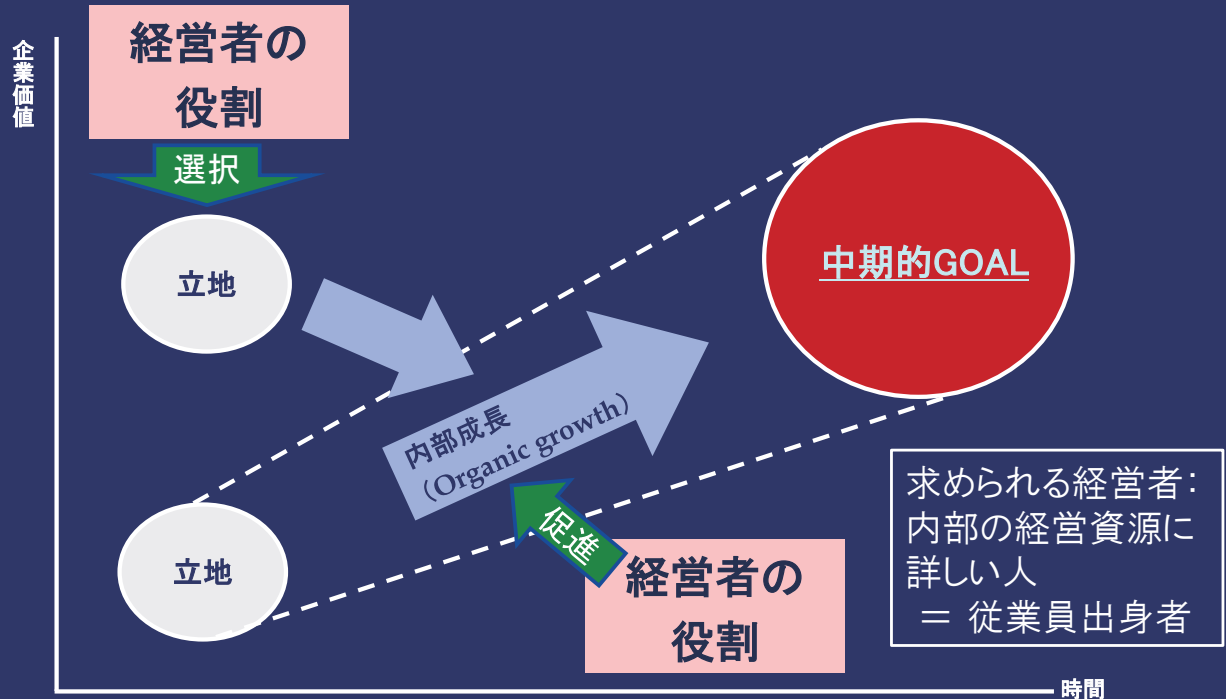 企業価値
経営者の
役割
選択
立地
中期的GOAL
内部成長
(Organic growth)
立地
促進
経営者の
役割
求められる経営者:
内部の経営資源に
詳しい人
= 従業員出身者
時間